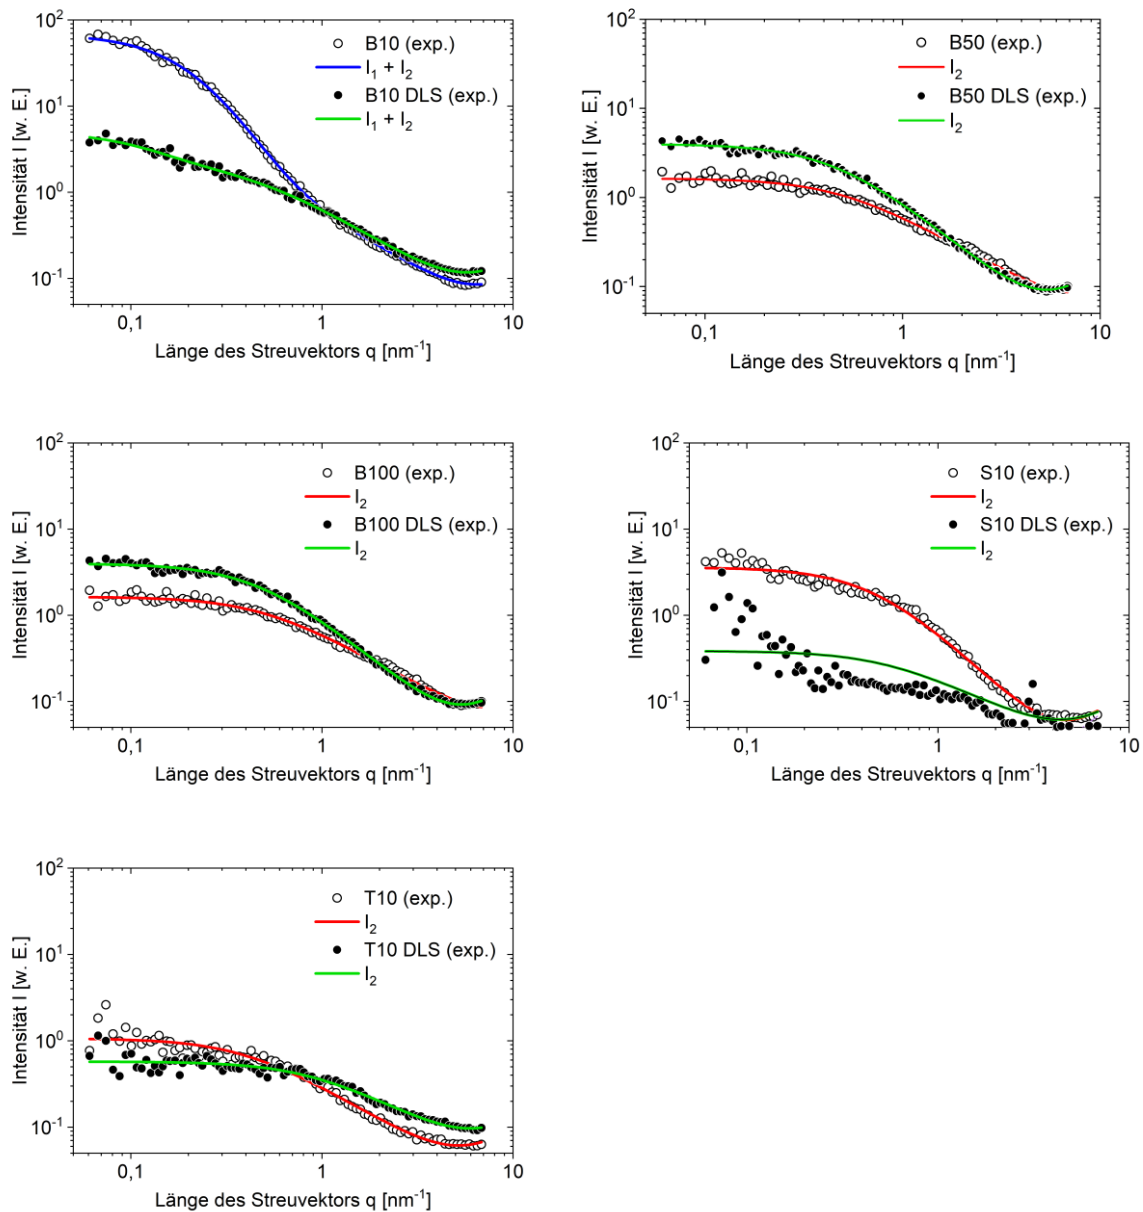 10²
10¹
10⁰
10⁻¹
Intensität I [w. E.]
B10 (exp.)
I₁ + I₂
B10 DLS (exp.)
I₁ + I₂
0,1 1 10
Länge des Streuvektors q [nm⁻¹]
10²
10¹
10⁰
10⁻¹
Intensität I [w. E.]
B50 (exp.)
I₂
B50 DLS (exp.)
I₂
0,1 1 10
Länge des Streuvektors q [nm⁻¹]
10²
10¹
10⁰
10⁻¹
Intensität I [w. E.]
B100 (exp.)
I₂
B100 DLS (exp.)
I₂
0,1 1 10
Länge des Streuvektors q [nm⁻¹]
10²
10¹
10⁰
10⁻¹
Intensität I [w. E.]
S10 (exp.)
I₂
S10 DLS (exp.)
I₂
0,1 1 10
Länge des Streuvektors q [nm⁻¹]
10²
10¹
10⁰
10⁻¹
Intensität I [w. E.]
T10 (exp.)
I₂
T10 DLS (exp.)
I₂
0,1 1 10
Länge des Streuvektors q [nm⁻¹]